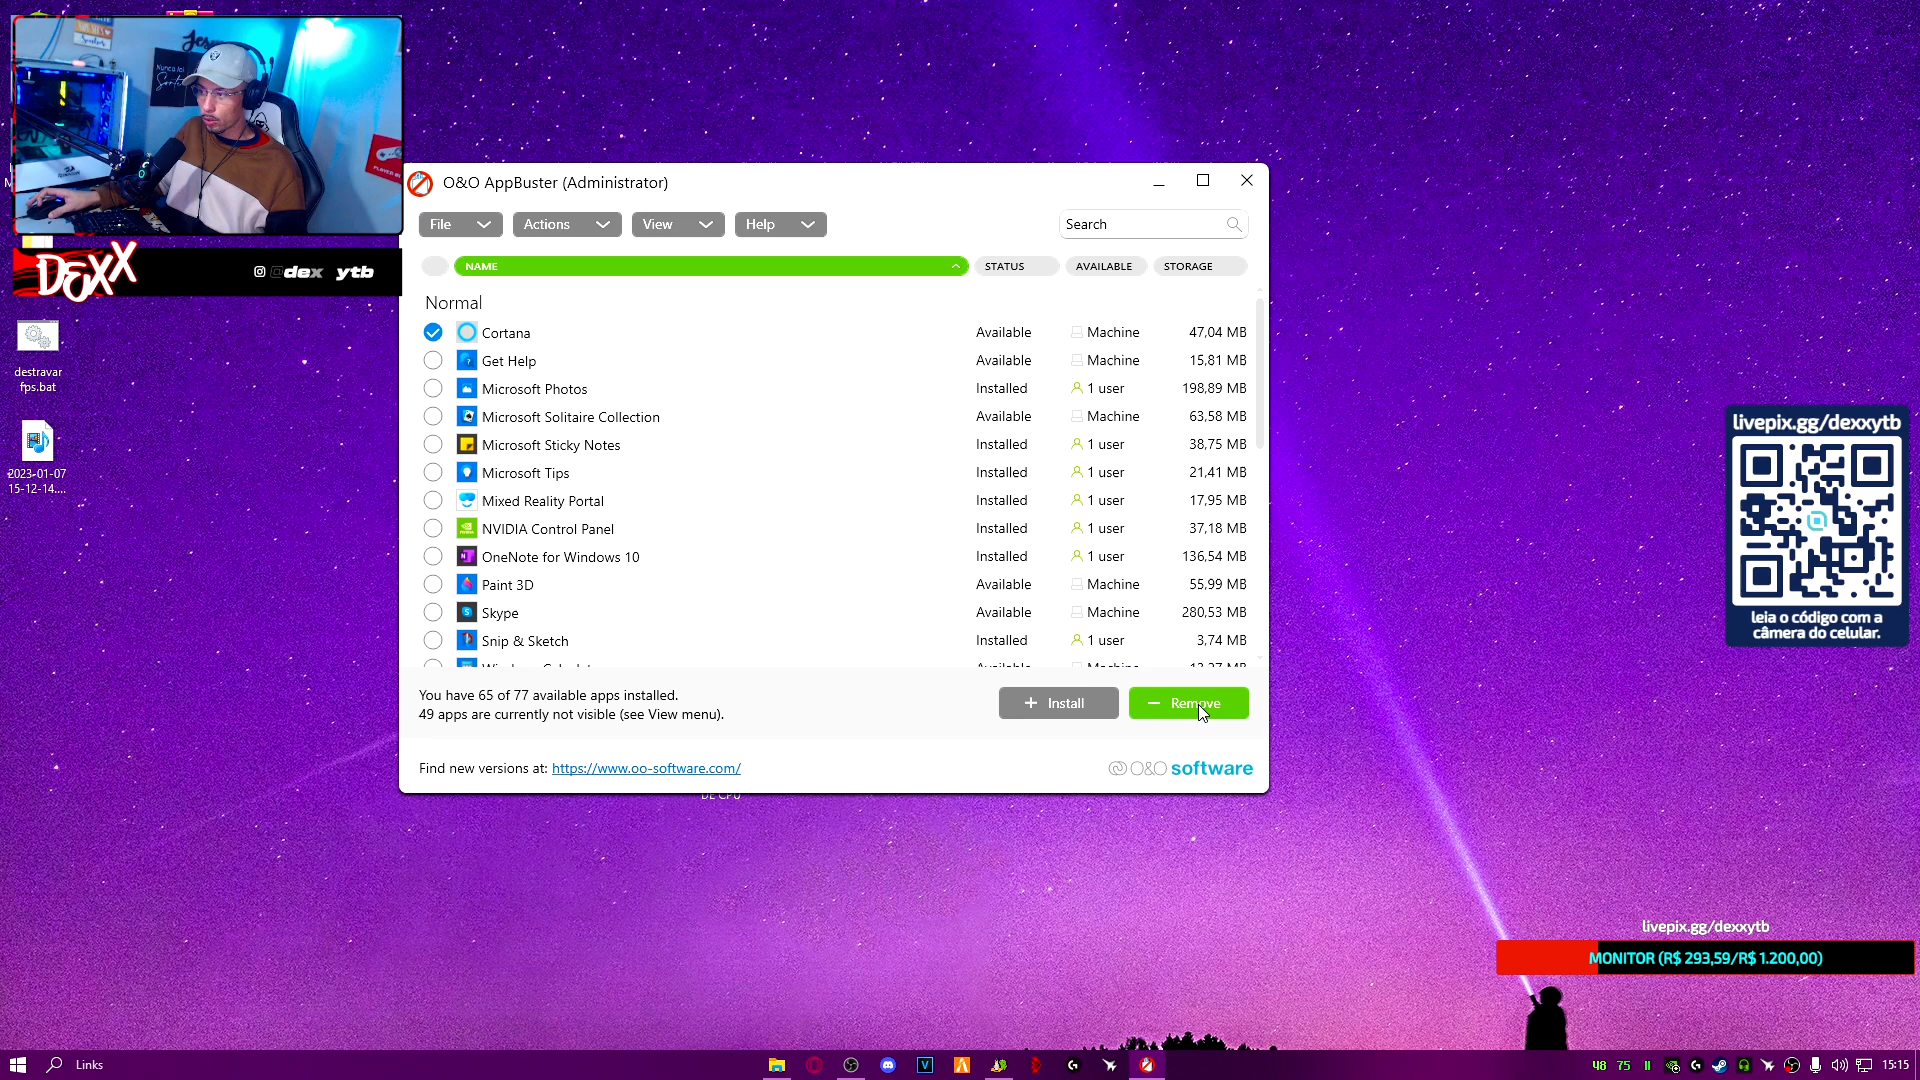 DEXX
@dex ytb
destravar
fps.bat
2023-01-07
15-12-14....
O&O AppBuster (Administrator)
File
Actions
View
Help
Search
NAME
STATUS
AVAILABLE
STORAGE
Normal
Cortana Available Machine 47,04 MB
Get Help Available Machine 15,81 MB
Microsoft Photos Installed 1 user 198,89 MB
Microsoft Solitaire Collection Available Machine 63,58 MB
Microsoft Sticky Notes Installed 1 user 38,75 MB
Microsoft Tips Installed 1 user 21,41 MB
Mixed Reality Portal Installed 1 user 17,95 MB
NVIDIA Control Panel Installed 1 user 37,18 MB
OneNote for Windows 10 Installed 1 user 136,54 MB
Paint 3D Available Machine 55,99 MB
Skype Available Machine 280,53 MB
Snip & Sketch Installed 1 user 3,74 MB
You have 65 of 77 available apps installed.
49 apps are currently not visible (see View menu).
+ Install
− Remove
Find new versions at: https://www.oo-software.com/
O&O software
DE CPU
livepix.gg/dexxytb
leia o código com a
câmera do celular.
livepix.gg/dexxytb
MONITOR (R$ 293,59/R$ 1.200,00)
Links
48 75
15:15